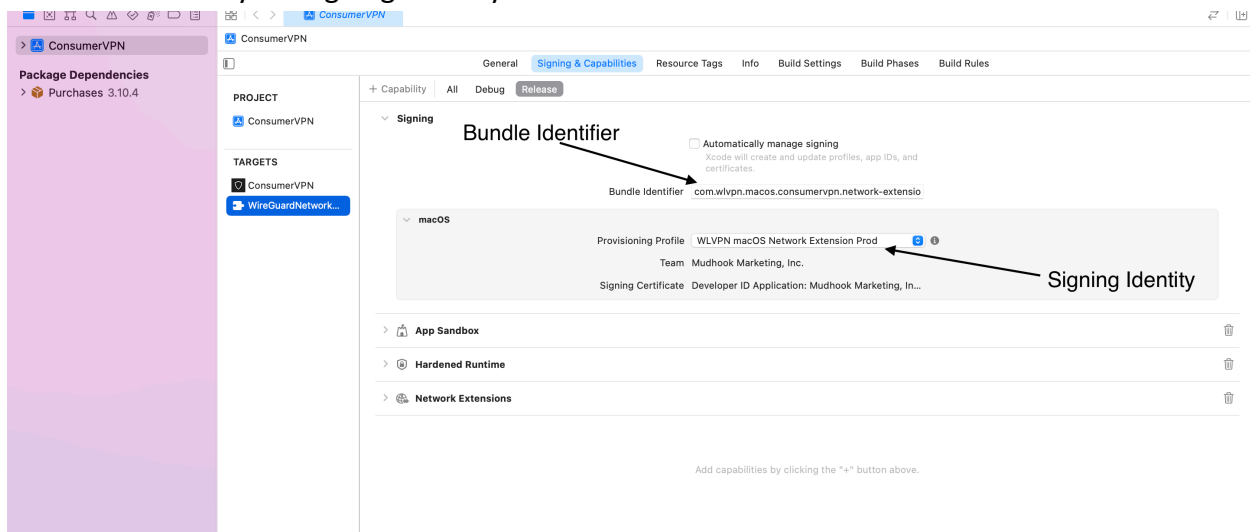 ConsumerVPN
ConsumerVPN
ConsumerVPN
General Signing & Capabilities Resource Tags Info Build Settings Build Phases Build Rules
Package Dependencies
Purchases 3.10.4
+ Capability All Debug Release
PROJECT
ConsumerVPN
TARGETS
ConsumerVPN
WireGuardNetwork...
Signing
Bundle Identifier
Automatically manage signing
Xcode will create and update profiles, app IDs, and
certificates.
Bundle Identifier com.wlvpn.macos.consumervpn.network-extensio
macOS
Provisioning Profile WLVPN macOS Network Extension Prod
Team Mudhook Marketing, Inc.
Signing Certificate Developer ID Application: Mudhook Marketing, In...
Signing Identity
App Sandbox
Hardened Runtime
Network Extensions
Add capabilities by clicking the "+" button above.